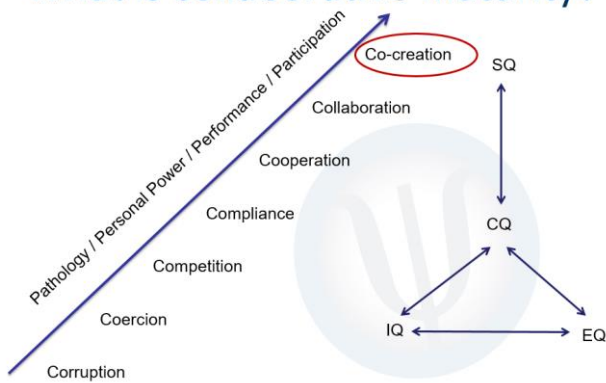 Co-creation
SQ
Collaboration
Pathology / Personal Power / Performance / Participation
Cooperation
Compliance
CQ
Competition
Coercion
IQ
EQ
Corruption